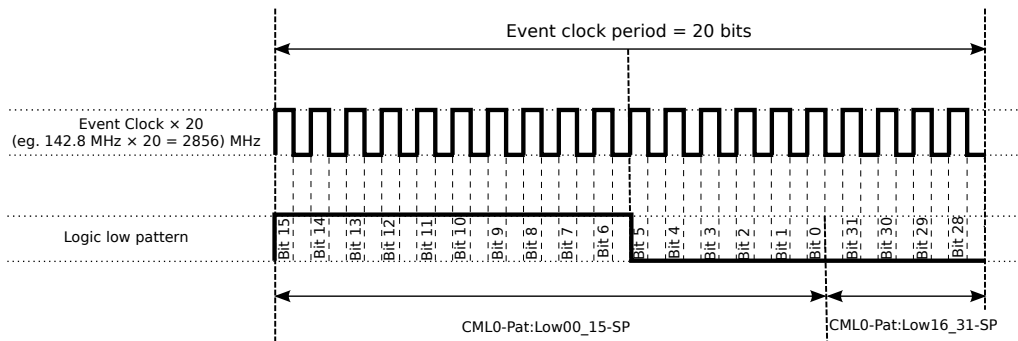 Event clock period = 20 bits
Event Clock × 20
(eg. 142.8 MHz × 20 = 2856) MHz
Logic low pattern
Bit 15
Bit 14
Bit 13
Bit 12
Bit 11
Bit 10
Bit 9
Bit 8
Bit 7
Bit 6
Bit 5
Bit 4
Bit 3
Bit 2
Bit 1
Bit 0
Bit 31
Bit 30
Bit 29
Bit 28
CML0-Pat:Low00_15-SP
CML0-Pat:Low16_31-SP